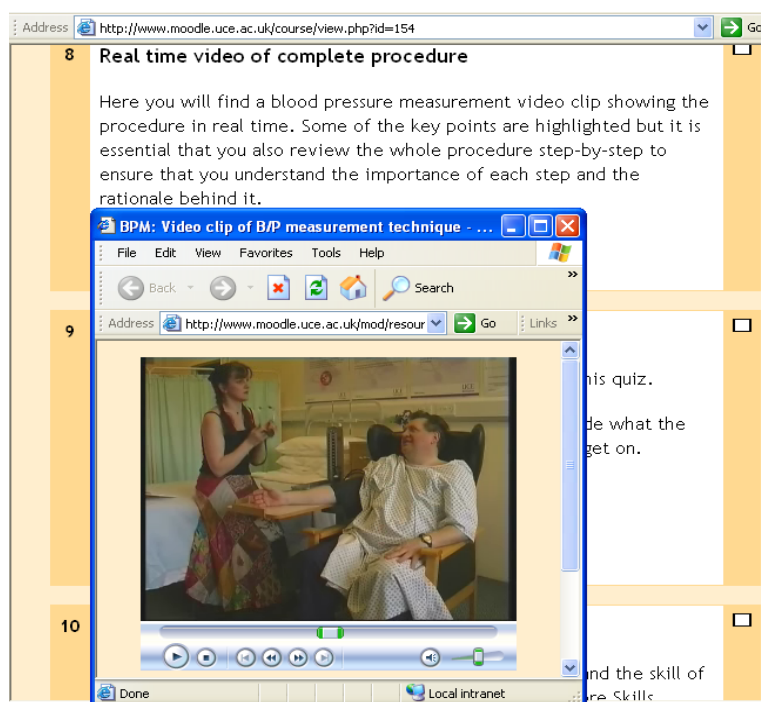 Address http://www.moodle.uce.ac.uk/course/view.php?id=154 Go
8 Real time video of complete procedure
Here you will find a blood pressure measurement video clip showing the
procedure in real time. Some of the key points are highlighted but it is
essential that you also review the whole procedure step-by-step to
ensure that you understand the importance of each step and the
rationale behind it.
BPM: Video clip of B/P measurement technique - ...
File Edit View Favorites Tools Help
Back Search »
Address http://www.moodle.uce.ac.uk/mod/resour Go Links »
9
his quiz.
de what the
get on.
10
nd the skill of
re Skills
Done Local intranet